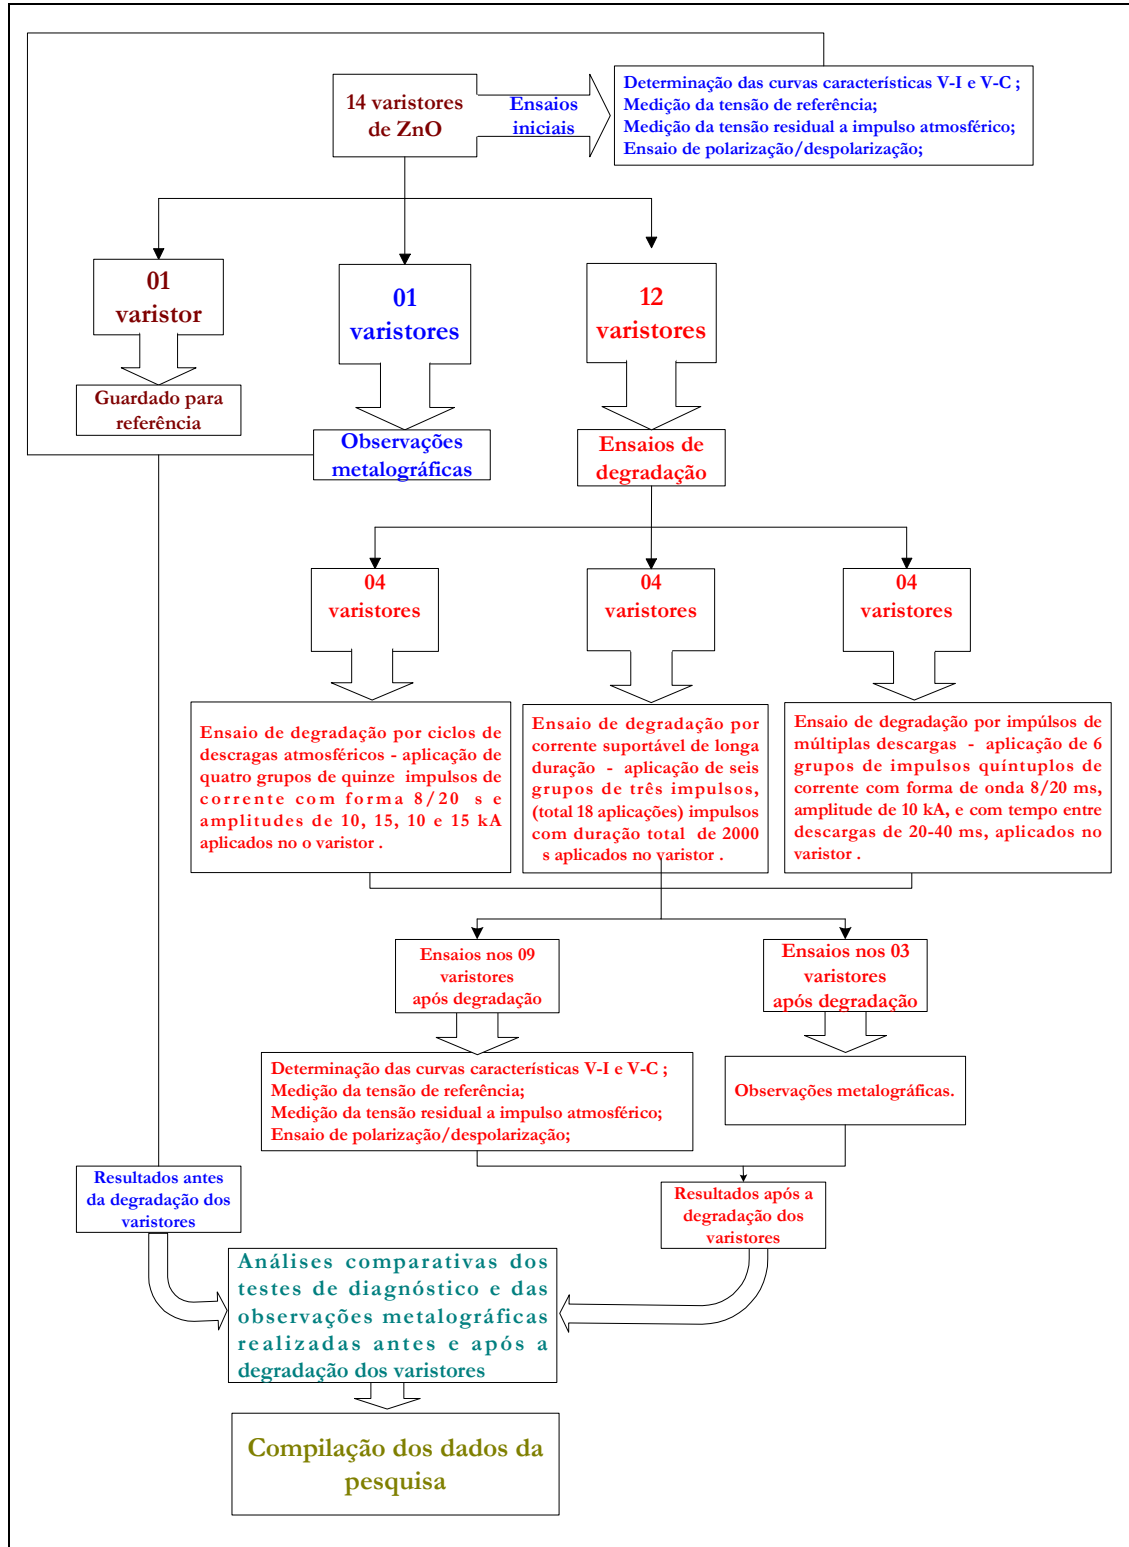 14 varistores
de ZnO
Ensaios
iniciais
Determinação das curvas características V-I e V-C ;
Medição da tensão de referência;
Medição da tensão residual a impulso atmosférico;
Ensaio de polarização/despolarização;
01
varistor
01
varistores
12
varistores
Guardado para
referência
Observações
metalográficas
Ensaios de
degradação
04
varistores
04
varistores
04
varistores
Ensaio de degradação por ciclos de
descragas atmosféricos - aplicação de
quatro grupos de quinze impulsos de
corrente com forma 8/20 s e
amplitudes de 10, 15, 10 e 15 kA
aplicados no o varistor .
Ensaio de degradação por
corrente suportável de longa
duração - aplicação de seis
grupos de três impulsos,
(total 18 aplicações) impulsos
com duração total de 2000
s aplicados no varistor .
Ensaio de degradação por impúlsos de
múltiplas descargas - aplicação de 6
grupos de impulsos quíntuplos de
corrente com forma de onda 8/20 ms,
amplitude de 10 kA, e com tempo entre
descargas de 20-40 ms, aplicados no
varistor .
Ensaios nos 09
varistores
após degradação
Ensaios nos 03
varistores
após degradação
Determinação das curvas características V-I e V-C ;
Medição da tensão de referência;
Medição da tensão residual a impulso atmosférico;
Ensaio de polarização/despolarização;
Observações metalográficas.
Resultados antes
da degradação dos
varistores
Resultados após a
degradação dos
varistores
Análises comparativas dos
testes de diagnóstico e das
observações metalográficas
realizadas antes e após a
degradação dos varistores
Compilação dos dados da
pesquisa